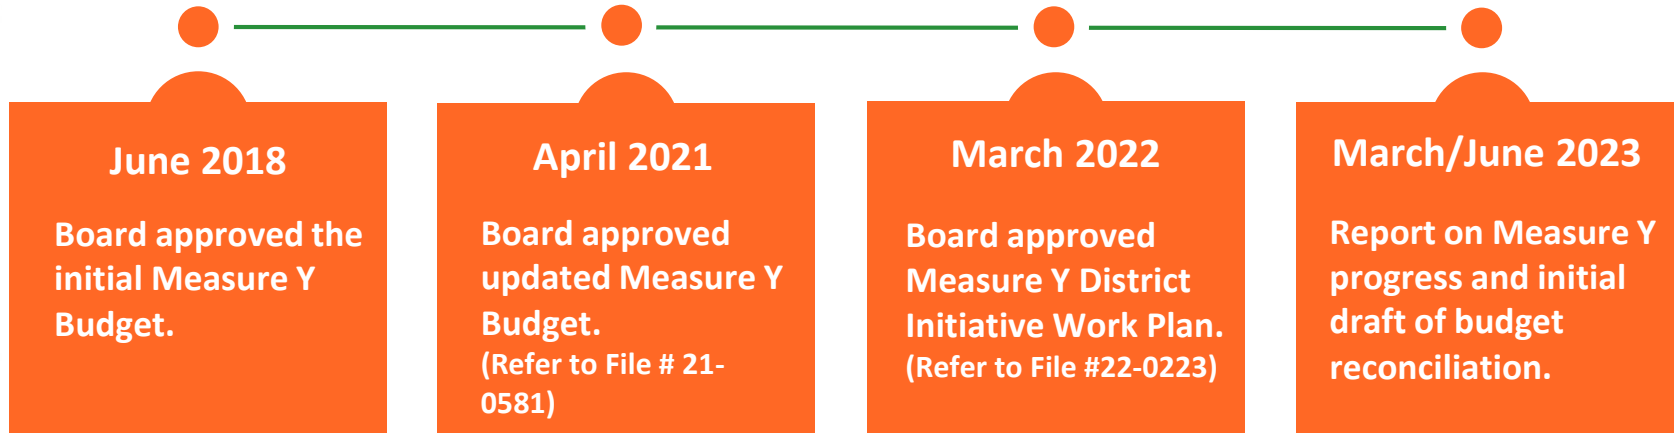 June 2018
Board approved the
initial Measure Y
Budget.
April 2021
Board approved
updated Measure Y
Budget.
(Refer to File # 21-
0581)
March 2022
Board approved
Measure Y District
Initiative Work Plan.
(Refer to File #22-0223)
March/June 2023
Report on Measure Y
progress and initial
draft of budget
reconciliation.